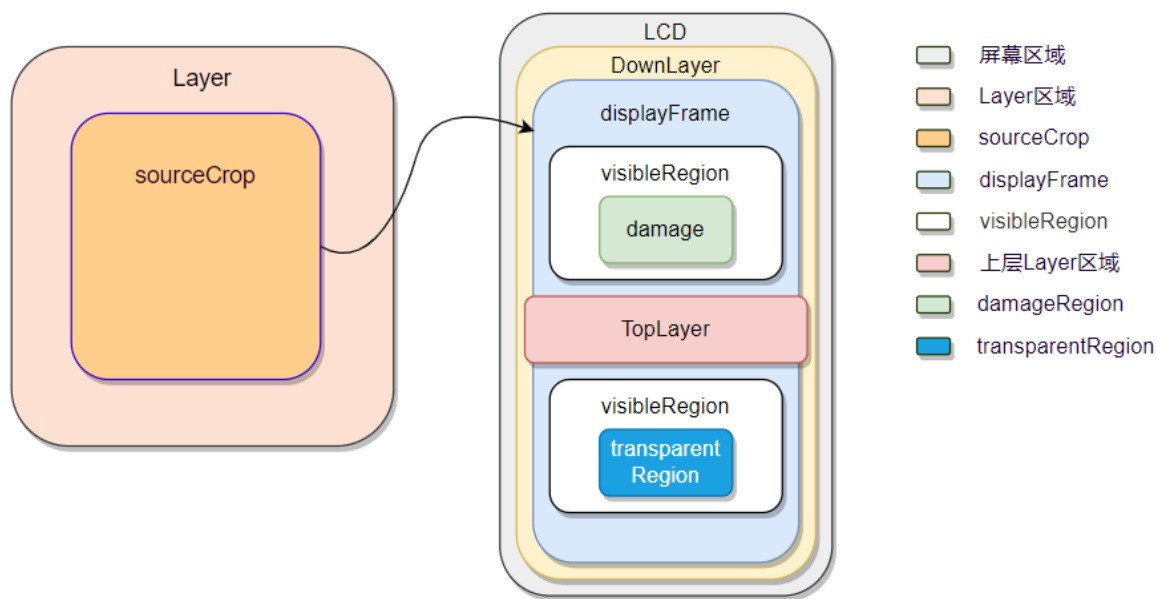 Layer
sourceCrop
LCD
DownLayer
displayFrame
visibleRegion
damage
TopLayer
visibleRegion
transparent
Region
屏幕区域
Layer区域
sourceCrop
displayFrame
visibleRegion
上层Layer区域
damageRegion
transparentRegion